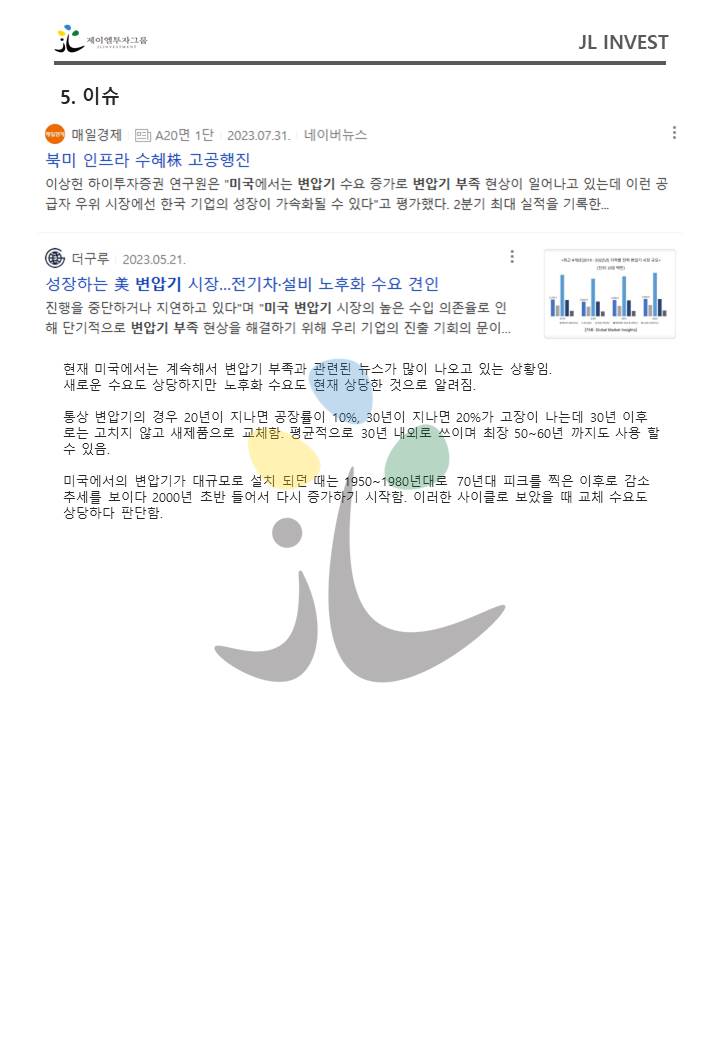 제이엘투자그룹
JL INVESTMENT
JL INVEST
5. 이슈
매일경제
매일경제 A20면 1단 2023.07.31. 네이버뉴스
북미 인프라 수혜株 고공행진
이상헌 하이투자증권 연구원은 "미국에서는 변압기 수요 증가로 변압기 부족 현상이 일어나고 있는데 이런 공
급자 우위 시장에선 한국 기업의 성장이 가속화될 수 있다"고 평가했다. 2분기 최대 실적을 기록한...
더구루 2023.05.21.
성장하는 美 변압기 시장...전기차·설비 노후화 수요 견인
진행을 중단하거나 지연하고 있다"며 "미국 변압기 시장의 높은 수입 의존율로 인
해 단기적으로 변압기 부족 현상을 해결하기 위해 우리 기업의 진출 기회의 문이...
현재 미국에서는 계속해서 변압기 부족과 관련된 뉴스가 많이 나오고 있는 상황임.
새로운 수요도 상당하지만 노후화 수요도 현재 상당한 것으로 알려짐.
통상 변압기의 경우 20년이 지나면 공장률이 10%, 30년이 지나면 20%가 고장이 나는데 30년 이후
로는 고치지 않고 새제품으로 교체함. 평균적으로 30년 내외로 쓰이며 최장 50~60년 까지도 사용 할
수 있음.
미국에서의 변압기가 대규모로 설치 되던 때는 1950~1980년대로 70년대 피크를 찍은 이후로 감소
추세를 보이다 2000년 초반 들어서 다시 증가하기 시작함. 이러한 사이클로 보았을 때 교체 수요도
상당하다 판단함.